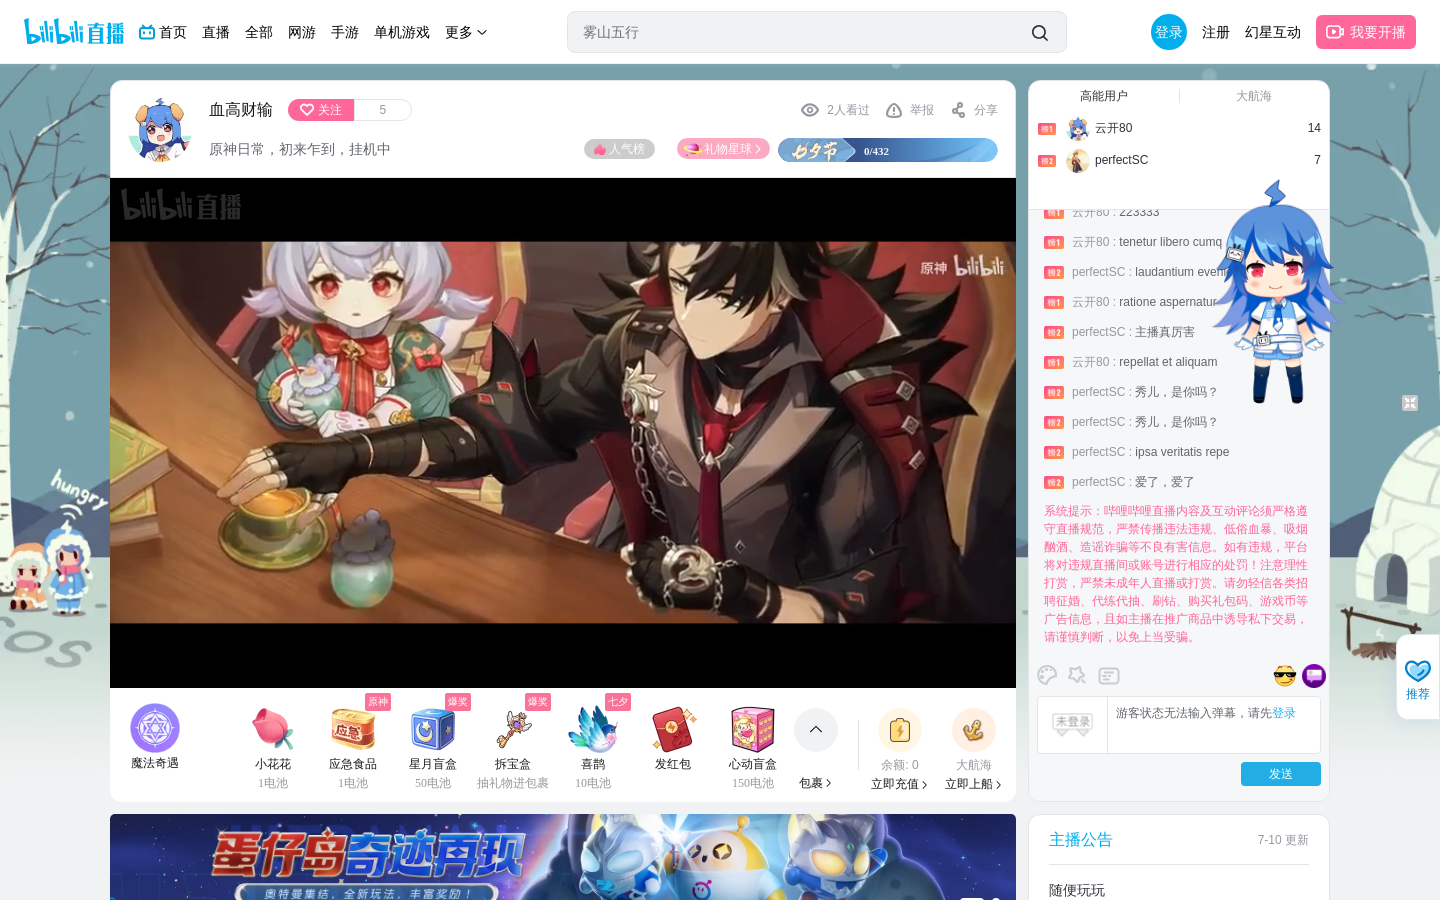 bilibili 直播
首页
直播
全部
网游
手游
单机游戏
更多
雾山五行
登录
注册
幻星互动
我要开播
血高财输
关注
5
2人看过
举报
分享
原神日常，初来乍到，挂机中
人气榜
礼物星球
七夕节
0/432
bilibili 直播
原神 bilibili
hungry
SOS
魔法奇遇
小花花
1电池
原神
应急
应急食品
1电池
爆奖
星月盲盒
50电池
爆奖
拆宝盒
抽礼物进包裹
七夕
喜鹊
10电池
发红包
心动盲盒
150电池
包裹
余额: 0
立即充值
大航海
立即上船
蛋仔岛奇迹再现
奥特曼集结，全新玩法，丰富奖励！
高能用户
大航海
榜1 云开80 14
榜2 perfectSC 7
榜1 云开80 : 223333
榜1 云开80 : tenetur libero cumq
榜2 perfectSC : laudantium eveni
榜1 云开80 : ratione aspernatur
榜2 perfectSC : 主播真厉害
榜1 云开80 : repellat et aliquam
榜2 perfectSC : 秀儿，是你吗？
榜2 perfectSC : 秀儿，是你吗？
榜2 perfectSC : ipsa veritatis repe
榜2 perfectSC : 爱了，爱了
系统提示：哔哩哔哩直播内容及互动评论须严格遵
守直播规范，严禁传播违法违规、低俗血暴、吸烟
酗酒、造谣诈骗等不良有害信息。如有违规，平台
将对违规直播间或账号进行相应的处罚！注意理性
打赏，严禁未成年人直播或打赏。请勿轻信各类招
聘征婚、代练代抽、刷钻、购买礼包码、游戏币等
广告信息，且如主播在推广商品中诱导私下交易，
请谨慎判断，以免上当受骗。
未登录
游客状态无法输入弹幕，请先登录
发送
推荐
主播公告
7-10 更新
随便玩玩